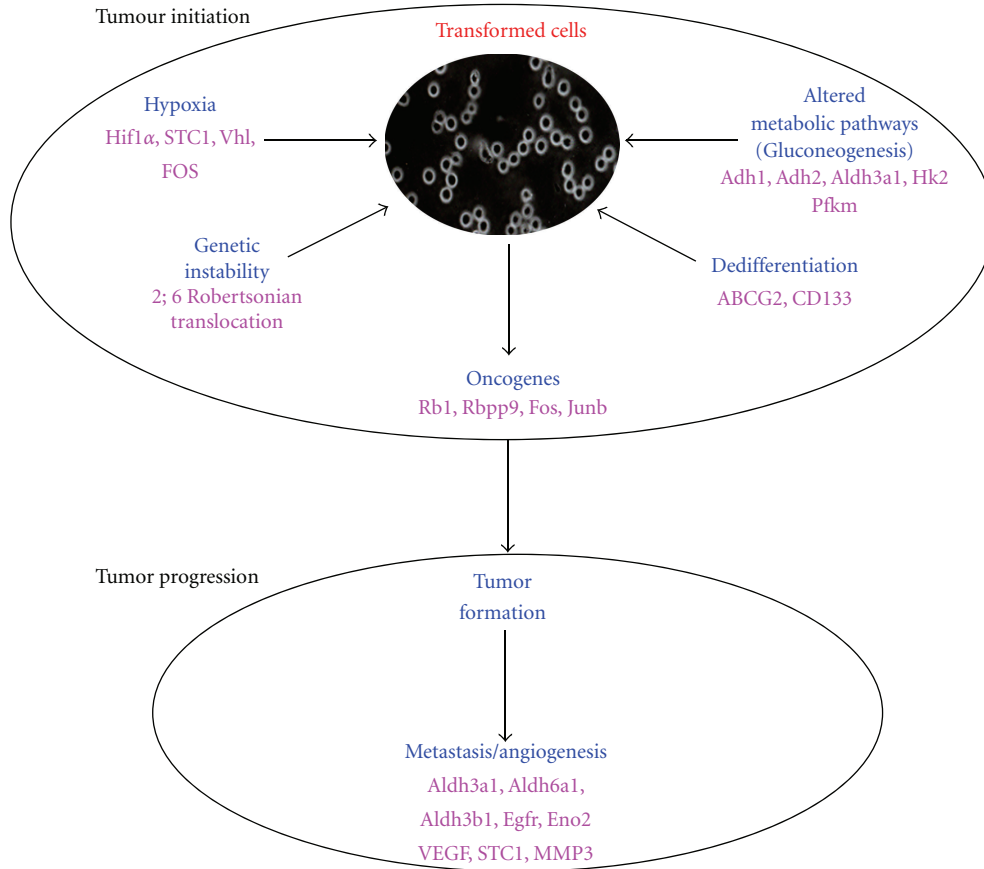 Tumour initiation
Transformed cells
Hypoxia
Hif1α, STC1, Vhl,
FOS
Altered
metabolic pathways
(Gluconeogenesis)
Adh1, Adh2, Aldh3a1, Hk2
Pfkm
Genetic
instability
2; 6 Robertsonian
translocation
Dedifferentiation
ABCG2, CD133
Oncogenes
Rb1, Rbpp9, Fos, Junb
Tumor progression
Tumor
formation
Metastasis/angiogenesis
Aldh3a1, Aldh6a1,
Aldh3b1, Egfr, Eno2
VEGF, STC1, MMP3